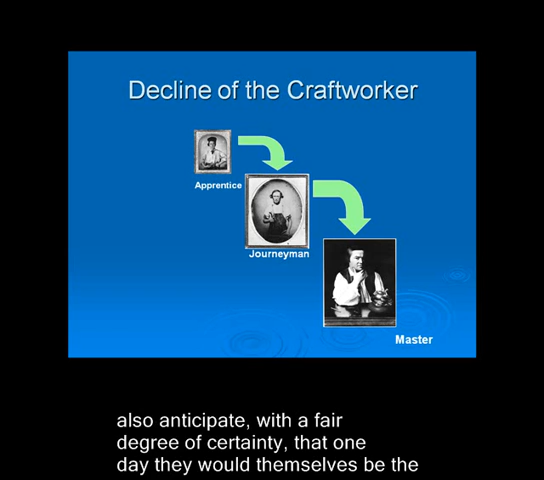 Decline of the Craftworker
Apprentice
Journeyman
Master
also anticipate, with a fair
degree of certainty, that one
day they would themselves be the